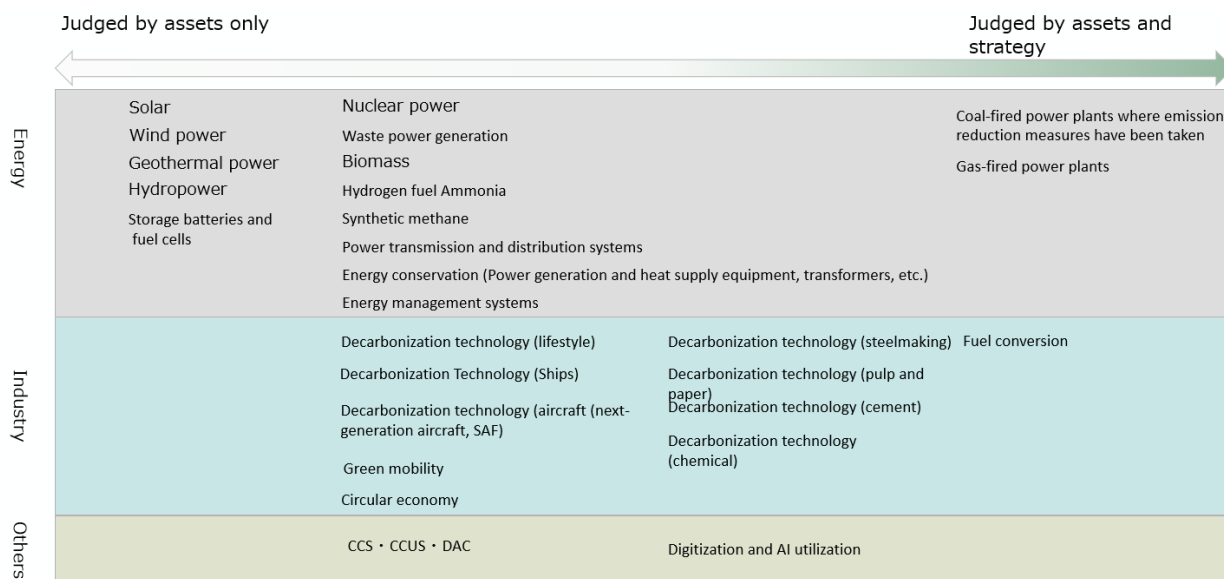 Judged by assets only
Judged by assets and
strategy
Energy
Solar
Wind power
Geothermal power
Hydropower
Storage batteries and
fuel cells
Nuclear power
Waste power generation
Biomass
Hydrogen fuel Ammonia
Synthetic methane
Power transmission and distribution systems
Energy conservation (Power generation and heat supply equipment, transformers, etc.)
Energy management systems
Coal-fired power plants where emission
reduction measures have been taken
Gas-fired power plants
Industry
Decarbonization technology (lifestyle)
Decarbonization Technology (Ships)
Decarbonization technology (aircraft (next-
generation aircraft, SAF)
Green mobility
Circular economy
Decarbonization technology (steelmaking)
Decarbonization technology (pulp and
paper)
Decarbonization technology (cement)
Decarbonization technology
(chemical)
Fuel conversion
Others
CCS・CCUS・DAC
Digitization and AI utilization